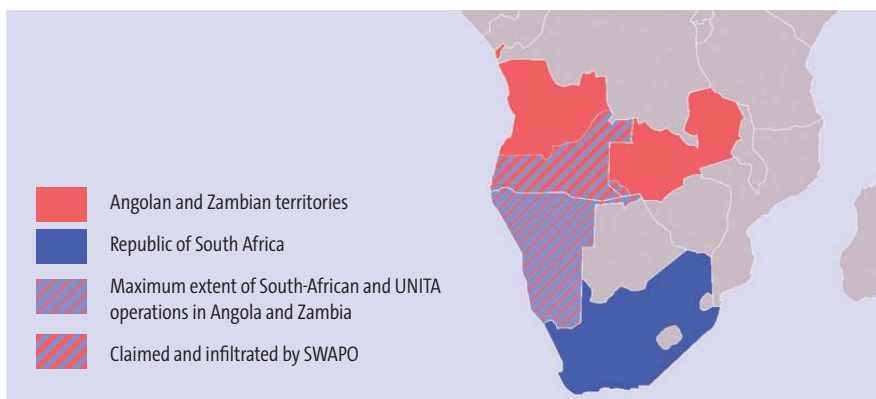 Angolan and Zambian territories
Republic of South Africa
Maximum extent of South-African and UNITA
operations in Angola and Zambia
Claimed and infiltrated by SWAPO